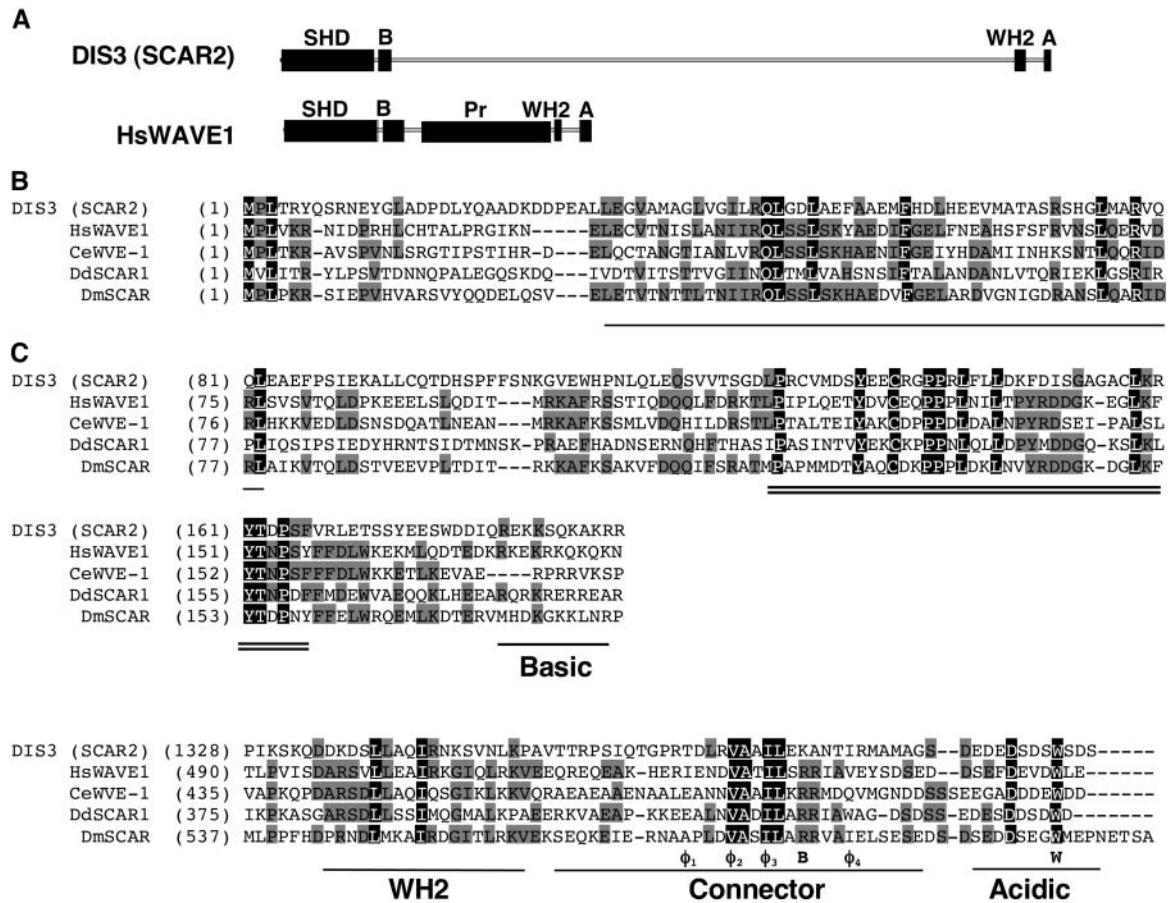 A
SHD B WH2 A
DIS3 (SCAR2)
SHD B Pr WH2 A
HsWAVE1
B
DIS3 (SCAR2) (1) MPLTRYQSRNEYGLADPDLYQAADKDDPEALLEGVAMAGLVGILRQLGDLAEFAAEMFHDLHEEVMATASRSHGLMARVQ
HsWAVE1 (1) MPLVKR-NIDPRHLCHTALPRGIKN-----ELECVTNISLANIIRQLSSLSKYAEDIFGELFNEAHSFSFRVNSLQERVD
CeWVE-1 (1) MPLTKR-AVSPVNLSRGTIPSTIHR-D---ELQCTANGTIANLVRQLSSLSKHAENIFGEIYHDAMIINHKSNTLQQRID
DdSCAR1 (1) MVLITR-YLPSVTDNNQPALEGQSKDQ---IVDTVITSTTVGIINQLTMLVAHSNSIFTALANDANLVTQRIEKLGSRIR
DmSCAR (1) MPLPKR-SIEPVHVARSVYQQDELQSV---ELETVTNTTLTNIIRQLSSLSKHAEDVFGELARDVGNIGDRANSLQARID
C
DIS3 (SCAR2) (81) QLEAEFPSIEKALLCQTDHSPFFSNKGVEWHPNLQLEQSVVTSGDLPRCVMDSYEECRGPPRLFLLDKFDISGAGACLKR
HsWAVE1 (75) RLSVSVTQLDPKEEELSLQDIT---MRKAFRSSTIQDQQLFDRKTLPIPLQETYDVCEQPPPLNILTPYRDDGK-EGLKF
CeWVE-1 (76) RLHKKVEDLDSNSDQATLNEAN---MRKAFKSSMLVDQHILDRSTLPTALTEIYAKCDPPPDLDALNPYRDSEI-PALSL
DdSCAR1 (77) PLIQSIPSIEDYHRNTSIDTMNSK-PRAEFHADNSERNQHFTHASIPASINTVYEKCKPPPNLQLLDPYMDDGQ-KSLKL
DmSCAR (77) RLAIKVTQLDSTVEEVPLTDIT---RKKAFKSAKVFDQQIFSRATMPAPMMDTYAQCDKPPPLDKLNVYRDDGK-DGLKF
DIS3 (SCAR2) (161) YTDPSFVRLETSSYEESWDDIQREKKSQKAKRR
HsWAVE1 (151) YTNPSYFFDLWKEKMLQDTEDKRKEKRKQKQKN
CeWVE-1 (152) YTNPSFFFDLWKKETLKEVAE----RPRRVKSP
DdSCAR1 (155) YTNPDFFMDEWVAEQQKLHEEARQRKRERREAR
DmSCAR (153) YTDPNYFFELWRQEMLKDTERVMHDKGKKLNRP
Basic
DIS3 (SCAR2) (1328) PIKSKQDDKDSLLAQIRNKSVNLKPAVTTRPSIQTGPRTDLRVAAILEKANTIRMAMAGS--DEDEDSDSWSDS-----
HsWAVE1 (490) TLPVISDARSVLLEAIRKGIQLRKVEEQREQEAK-HERIENDVATILSRRIAVEYSDSED--DSEFDEVDWLE------
CeWVE-1 (435) VAPKQPDARSDLLAQIQSGIKLKKVQRAEAEAAENAALEANNVAAILKRRMDQVMGNDDSSSEEGADDDEWDD------
DdSCAR1 (375) IKPKASGARSDLLSSIMQGMALKPAEERKVAEAP-KKEEALNVADILARRIAWAG-DSDSS--EDESDDSDWD------
DmSCAR (537) MLPPFHDPRNDLMKAIRDGITLRKVEKSEQKEIE-RNAAPLDVASILARRVAIELSESEDS-DSEDDSEGWMEPNETSA
ϕ1 ϕ2 ϕ3 B ϕ4 W
WH2 Connector Acidic